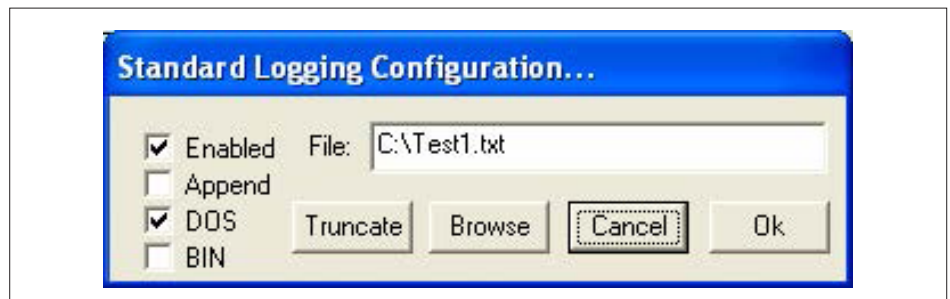 Standard Logging Configuration...
Enabled
File:
C:\Test1.txt
Append
DOS
Truncate
Browse
Cancel
Ok
BIN